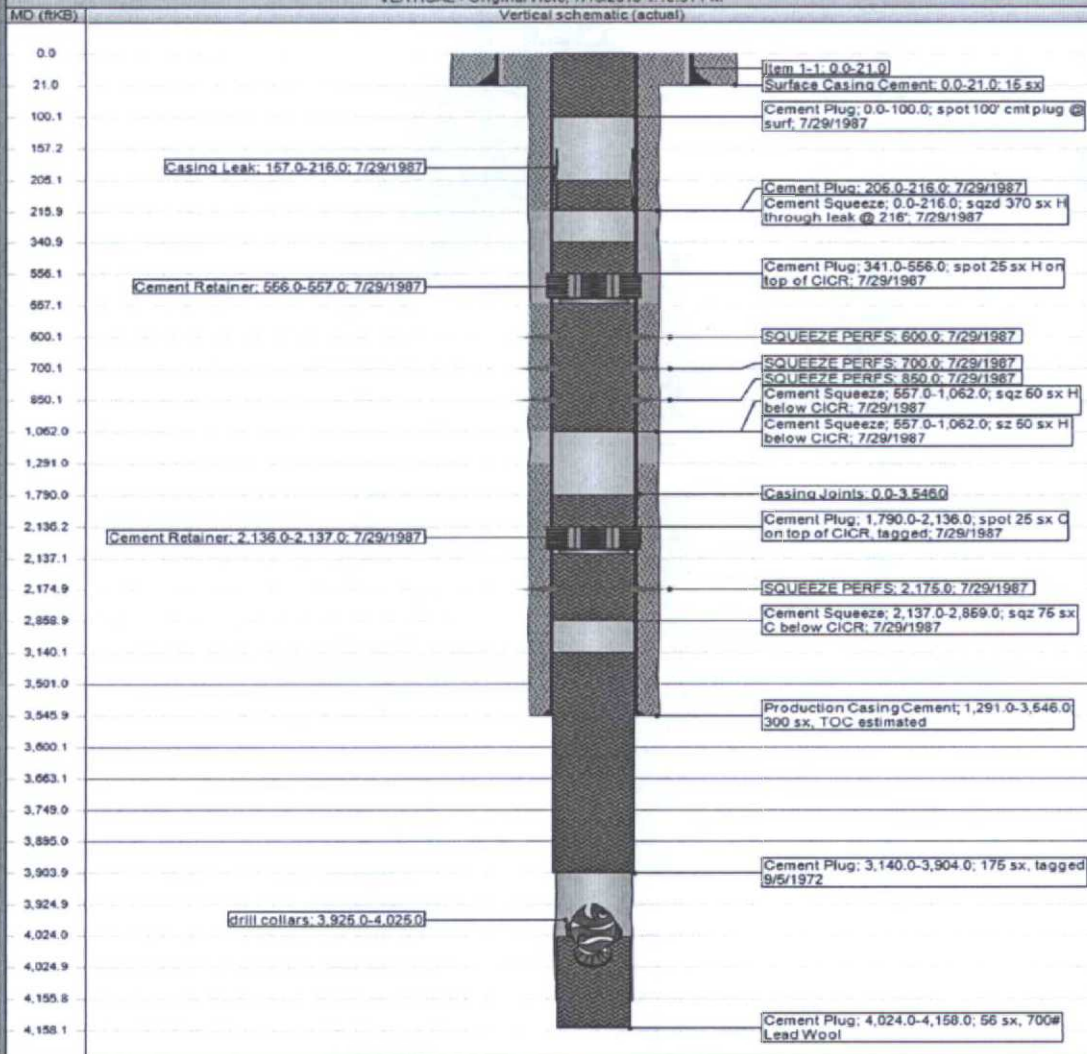 MD (ftKB)
Vertical schematic (actual)
0.0
21.0
100.1
157.2
205.1
215.9
340.9
556.1
557.1
600.1
700.1
850.1
1,062.0
1,291.0
1,790.0
2,136.2
2,137.1
2,174.9
2,858.9
3,140.1
3,501.0
3,545.9
3,600.1
3,663.1
3,749.0
3,895.0
3,903.9
3,924.9
4,024.0
4,024.9
4,155.8
4,158.1
Casing Leak; 157.0-216.0; 7/29/1987
Cement Retainer; 556.0-557.0; 7/29/1987
Cement Retainer; 2,136.0-2,137.0; 7/29/1987
drill collars; 3,925.0-4,025.0
Item 1-1; 0.0-21.0
Surface Casing Cement; 0.0-21.0; 15 sx
Cement Plug; 0.0-100.0; spot 100' cmt plug @
surf; 7/29/1987
Cement Plug; 205.0-216.0; 7/29/1987
Cement Squeeze; 0.0-216.0; sqzd 370 sx H
through leak @ 216'; 7/29/1987
Cement Plug; 341.0-556.0; spot 25 sx H on
top of CICR; 7/29/1987
SQUEEZE PERFS; 600.0; 7/29/1987
SQUEEZE PERFS; 700.0; 7/29/1987
SQUEEZE PERFS; 850.0; 7/29/1987
Cement Squeeze; 557.0-1,062.0; sqz 50 sx H
below CICR; 7/29/1987
Cement Squeeze; 557.0-1,062.0; sz 50 sx H
below CICR; 7/29/1987
Casing Joints; 0.0-3,546.0
Cement Plug; 1,790.0-2,136.0; spot 25 sx C
on top of CICR, tagged; 7/29/1987
SQUEEZE PERFS; 2,175.0; 7/29/1987
Cement Squeeze; 2,137.0-2,859.0; sqz 75 sx
C below CICR; 7/29/1987
Production Casing Cement; 1,291.0-3,546.0;
300 sx, TOC estimated
Cement Plug; 3,140.0-3,904.0; 175 sx, tagged
9/5/1972
Cement Plug; 4,024.0-4,158.0; 56 sx, 700#
Lead Wool